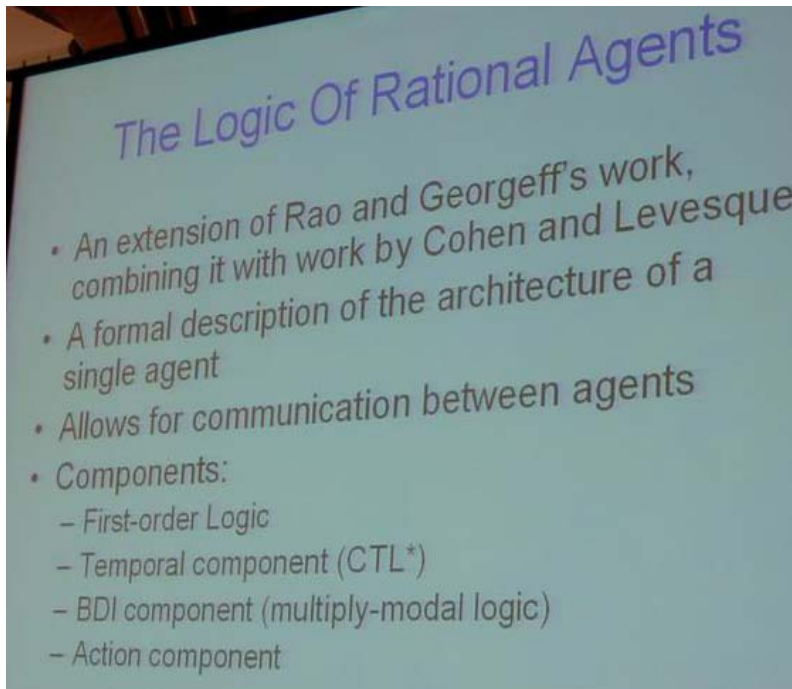 The Logic Of Rational Agents
• An extension of Rao and Georgeff's work,
combining it with work by Cohen and Levesque
• A formal description of the architecture of a
single agent
• Allows for communication between agents
• Components:
– First-order Logic
– Temporal component (CTL*)
– BDI component (multiply-modal logic)
– Action component